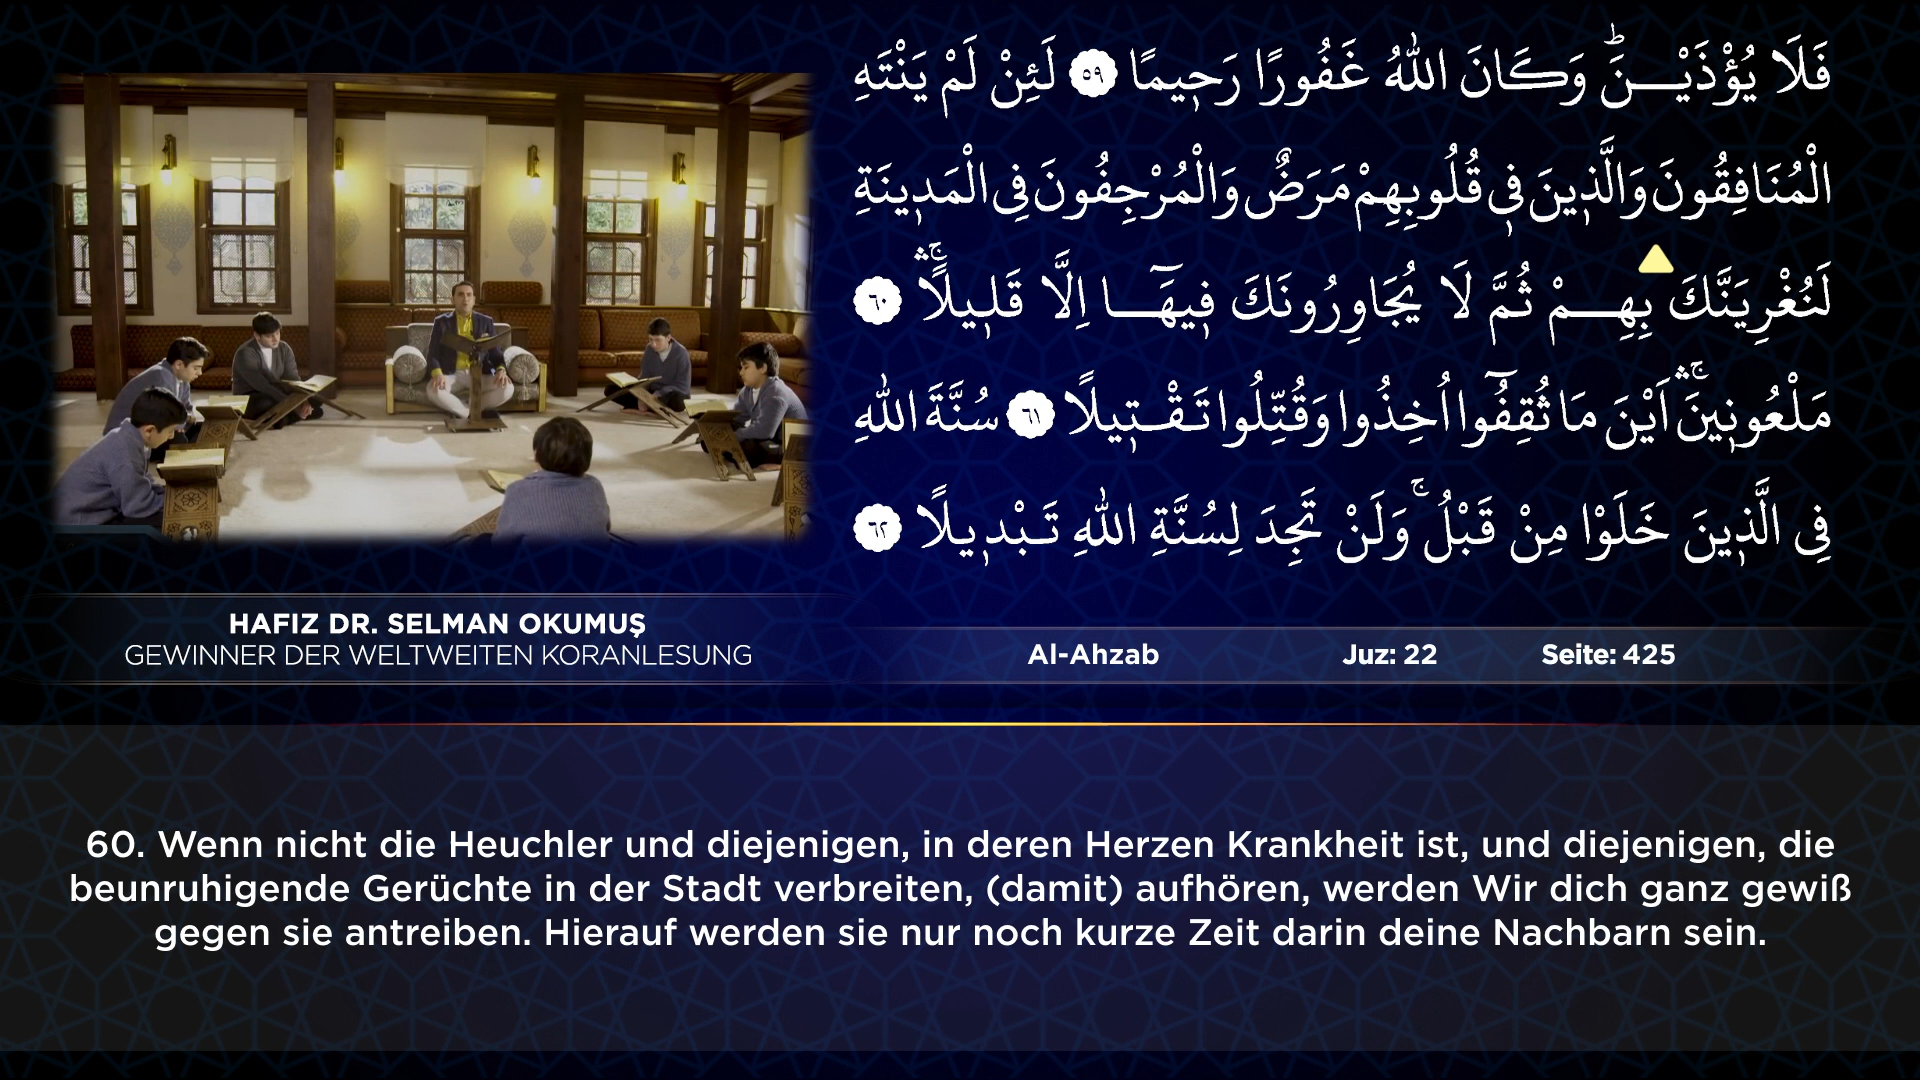 فَلَا يُؤْذَيْنَۜ وَكَانَ اللّٰهُ غَفُورًا رَحٖيمًا ٥٩ لَئِنْ لَمْ يَنْتَهِ
الْمُنَافِقُونَ وَالَّذٖينَ فٖي قُلُوبِهِمْ مَرَضٌ وَالْمُرْجِفُونَ فِي الْمَدٖينَةِ
لَنُغْرِيَنَّكَ بِهِمْ ثُمَّ لَا يُجَاوِرُونَكَ فٖيهَٓا اِلَّا قَلٖيلًاۚۛ ٦٠
مَلْعُونٖينَۚۛ اَيْنَ مَا ثُقِفُٓوا اُخِذُوا وَقُتِّلُوا تَقْتٖيلًا ٦١ سُنَّةَ اللّٰهِ
فِي الَّذٖينَ خَلَوْا مِنْ قَبْلُۚ وَلَنْ تَجِدَ لِسُنَّةِ اللّٰهِ تَبْدٖيلًا ٦٢
HAFIZ DR. SELMAN OKUMUŞ
GEWINNER DER WELTWEITEN KORANLESUNG
Al-Ahzab Juz: 22 Seite: 425
60. Wenn nicht die Heuchler und diejenigen, in deren Herzen Krankheit ist, und diejenigen, die
beunruhigende Gerüchte in der Stadt verbreiten, (damit) aufhören, werden Wir dich ganz gewiß
gegen sie antreiben. Hierauf werden sie nur noch kurze Zeit darin deine Nachbarn sein.